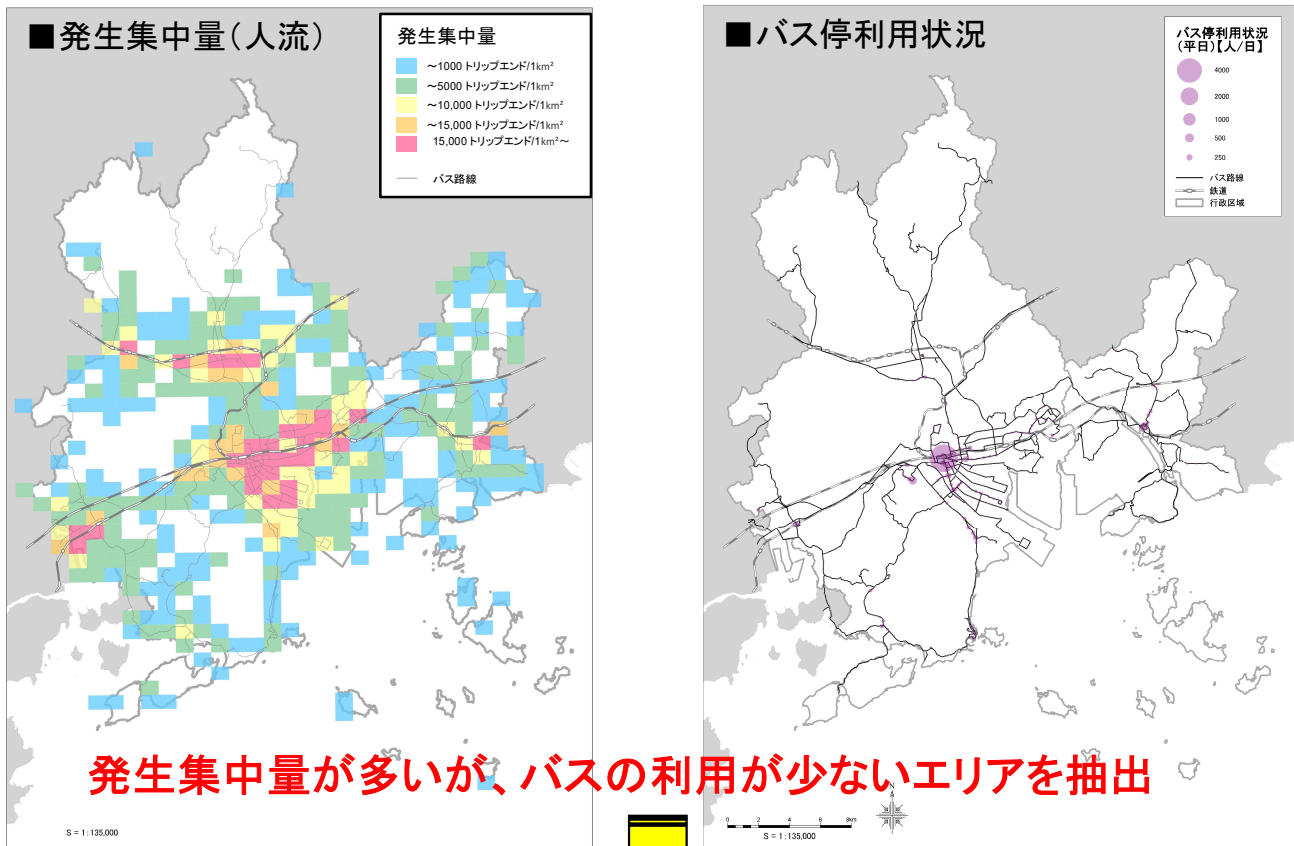 ■発生集中量(人流)
発生集中量
~1000 トリップエンド/1km²
~5000 トリップエンド/1km²
~10,000 トリップエンド/1km²
~15,000 トリップエンド/1km²
15,000 トリップエンド/1km²~
バス路線
S = 1:135,000
■バス停利用状況
バス停利用状況
(平日)【人/日】
4000
2000
1000
500
250
バス路線
鉄道
行政区域
発生集中量が多いが、バスの利用が少ないエリアを抽出
N
0 2 4 6 8km
S = 1:135,000